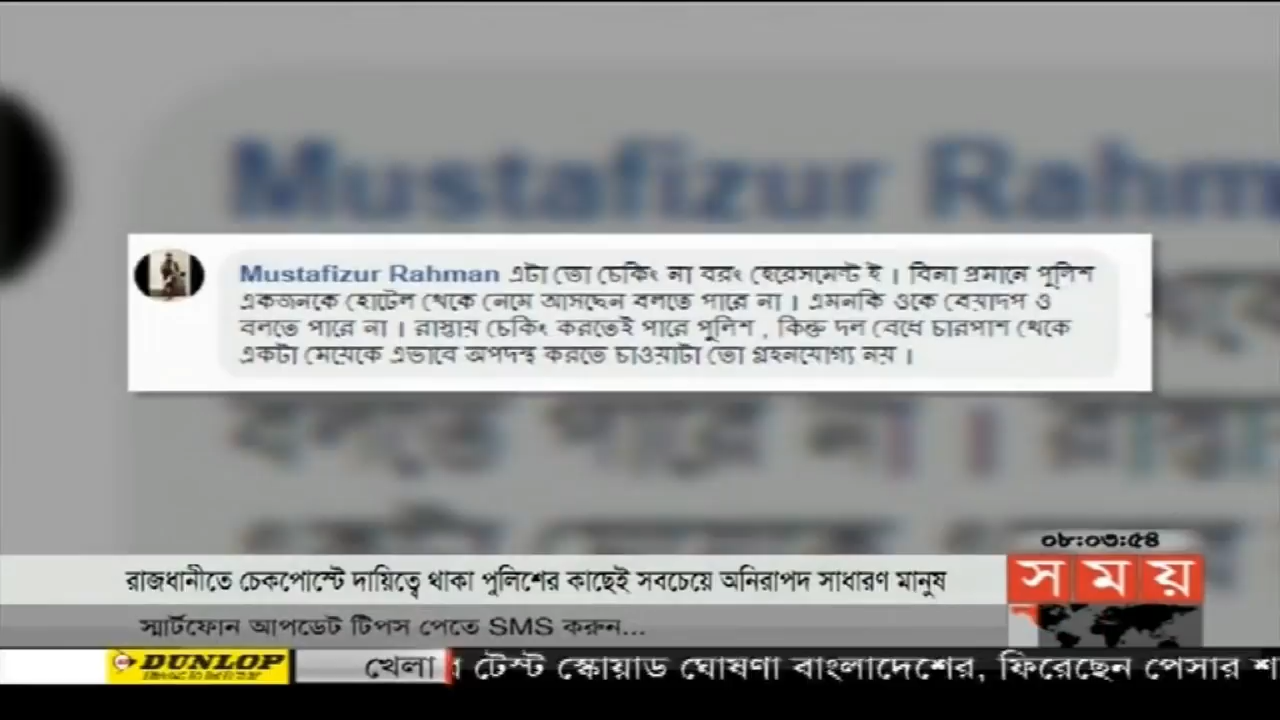 Mustafizur Rahm
Mustafizur Rahman এটা তো চেকিং না বরং হেরেসমেন্ট ই । বিনা প্রমানে পুলিশ
একজনকে হোটেল থেকে নেমে আসছেন বলতে পারে না । এমনকি ওকে বেয়াদপ ও
বলতে পারে না । রাস্তায় চেকিং করতেই পারে পুলিশ , কিন্তু দল বেধে চারপাশ থেকে
একটা মেয়েকে এভাবে অপদস্থ করতে চাওয়াটা তো গ্রহনযোগ্য নয় ।
বলতে পারে না । রাস্তা
০৮:০৩:৫৪
রাজধানীতে চেকপোস্টে দায়িত্বে থাকা পুলিশের কাছেই সবচেয়ে অনিরাপদ সাধারণ মানুষ
সময়
স্মার্টফোন আপডেট টিপস পেতে SMS করুন...
DUNLOP
খেলা র টেস্ট স্কোয়াড ঘোষণা বাংলাদেশের, ফিরেছেন পেসার শ